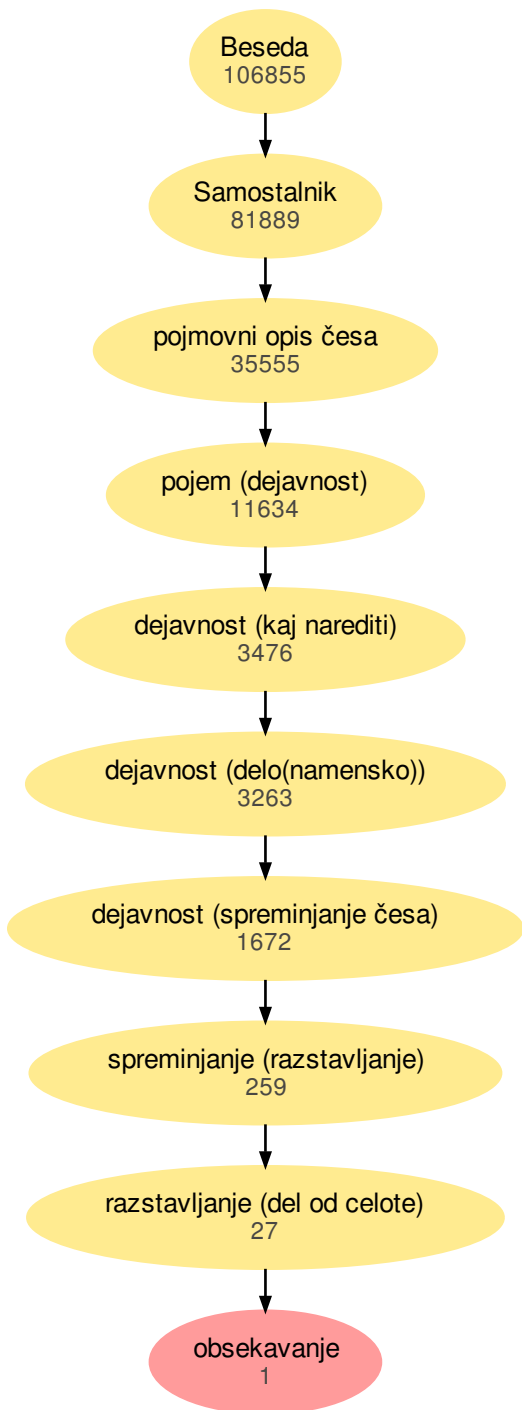 Beseda
106855
Samostalnik
81889
pojmovni opis česa
35555
pojem (dejavnost)
11634
dejavnost (kaj narediti)
3476
dejavnost (delo(namensko))
3263
dejavnost (spreminjanje česa)
1672
spreminjanje (razstavljanje)
259
razstavljanje (del od celote)
27
obsekavanje
1